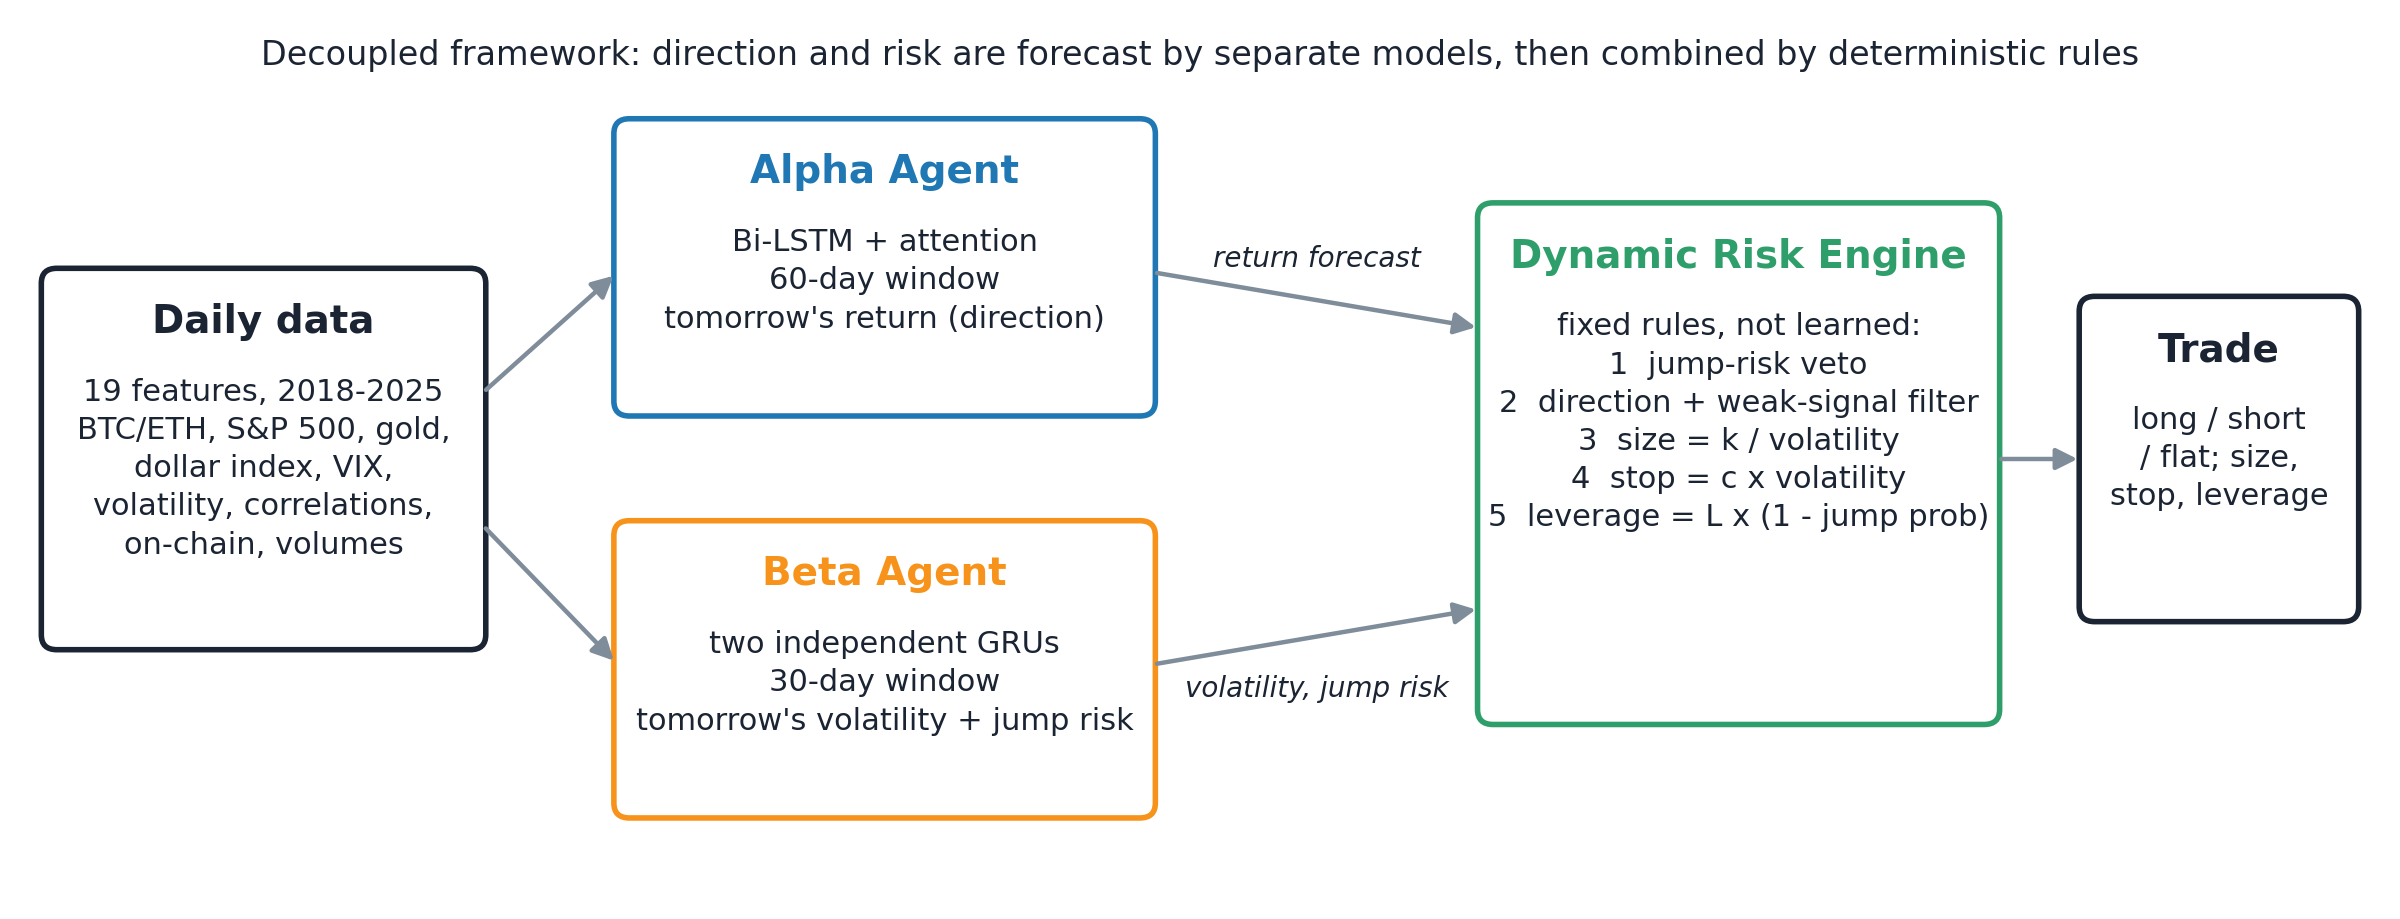 Decoupled framework: direction and risk are forecast by separate models, then combined by deterministic rules
Daily data
19 features, 2018-2025
BTC/ETH, S&P 500, gold,
dollar index, VIX,
volatility, correlations,
on-chain, volumes
Alpha Agent
Bi-LSTM + attention
60-day window
tomorrow's return (direction)
Beta Agent
two independent GRUs
30-day window
tomorrow's volatility + jump risk
return forecast
volatility, jump risk
Dynamic Risk Engine
fixed rules, not learned:
1  jump-risk veto
2  direction + weak-signal filter
3  size = k / volatility
4  stop = c x volatility
5  leverage = L x (1 - jump prob)
Trade
long / short
/ flat; size,
stop, leverage